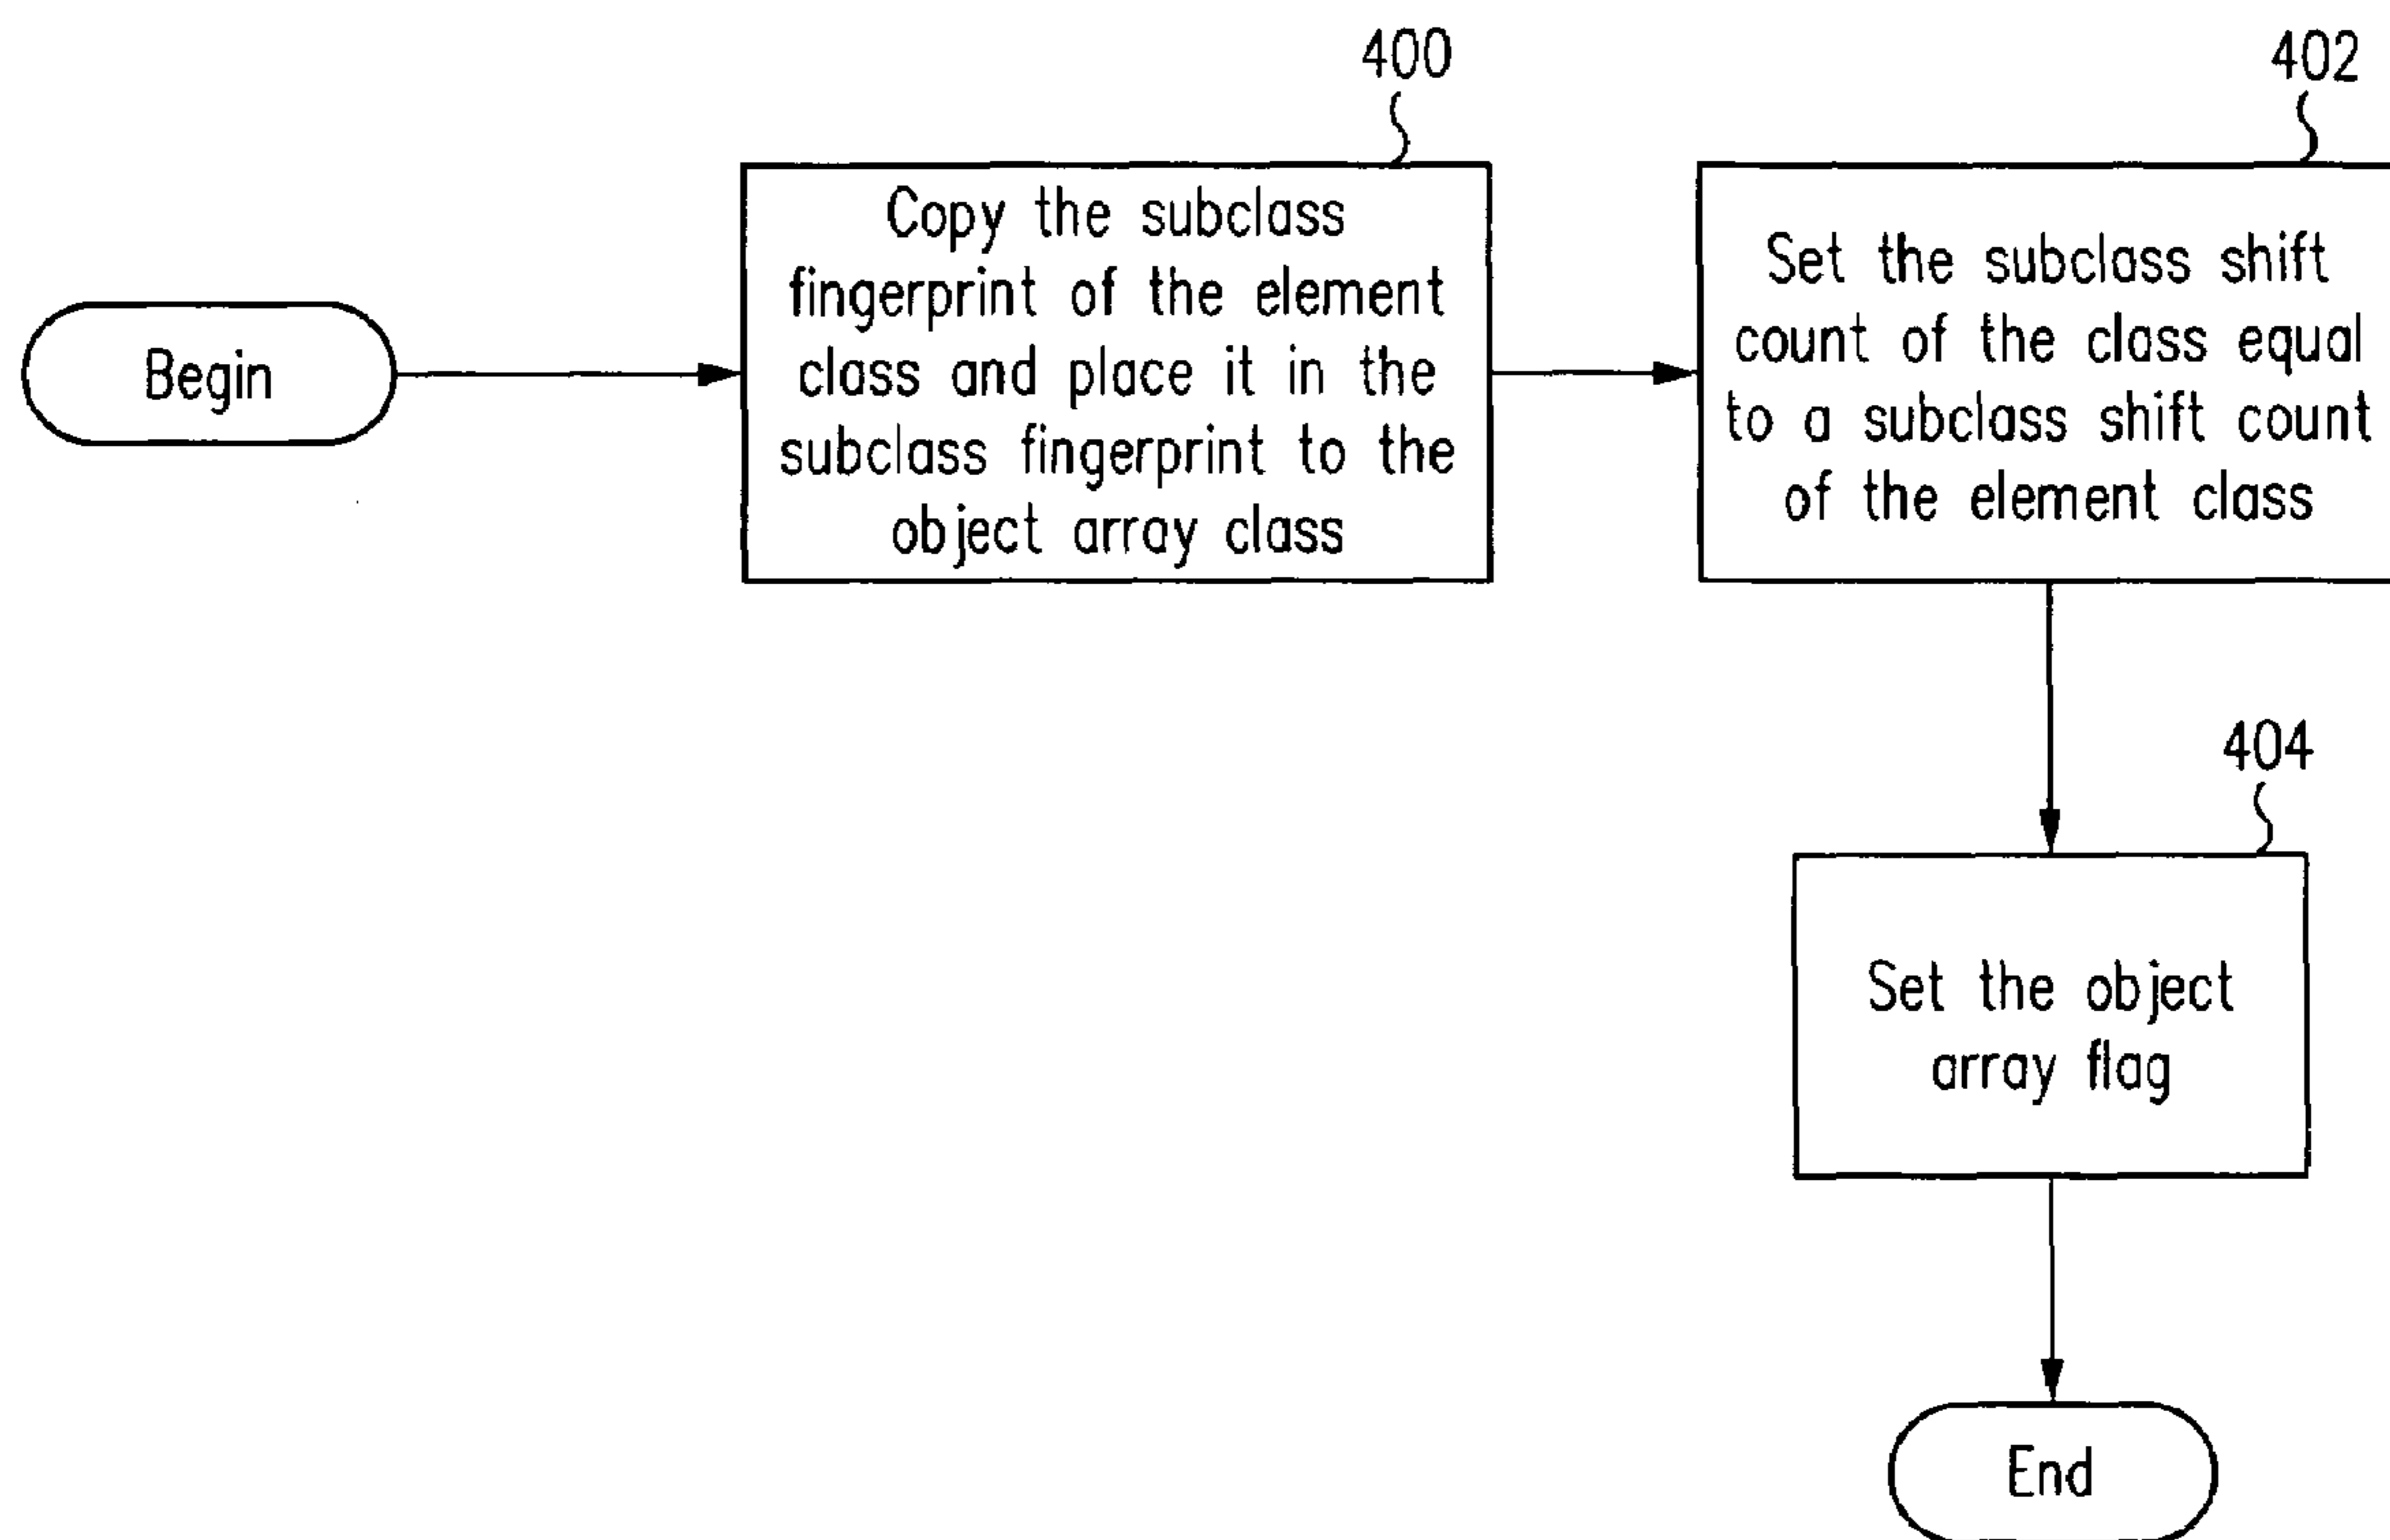 Begin
400
Copy the subclass
fingerprint of the element
class and place it in the
subclass fingerprint to the
object array class
402
Set the subclass shift
count of the class equal
to a subclass shift count
of the element class
404
Set the object
array flag
End